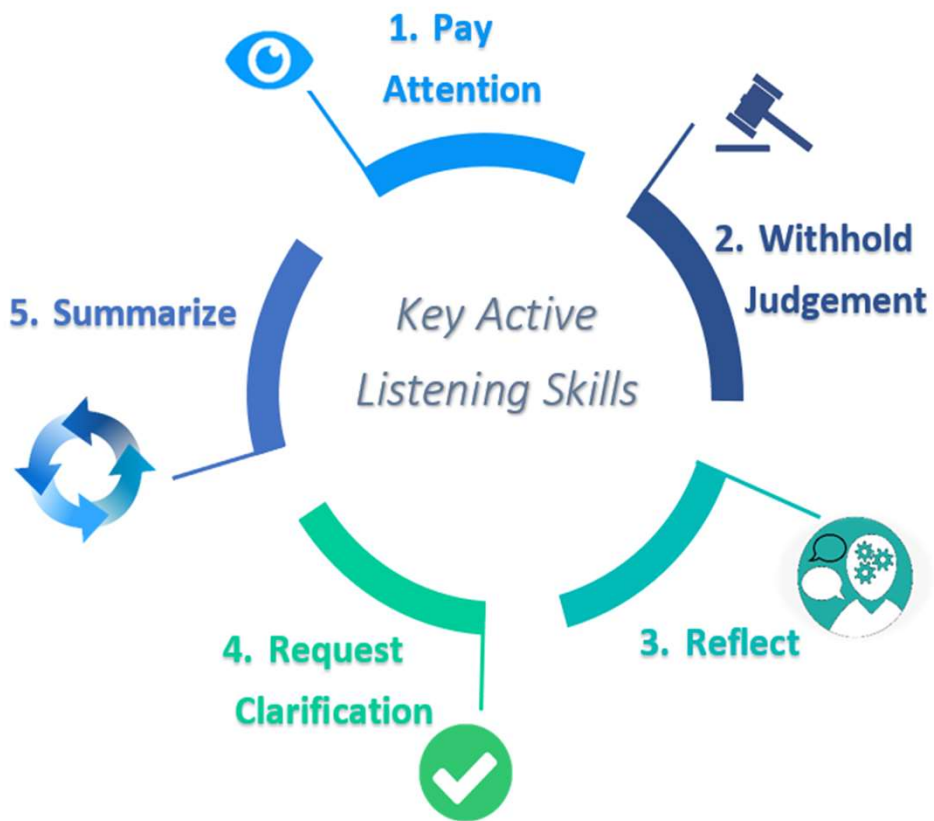 1. Pay
Attention
2. Withhold
Judgement
Key Active
Listening Skills
3. Reflect
4. Request
Clarification
5. Summarize